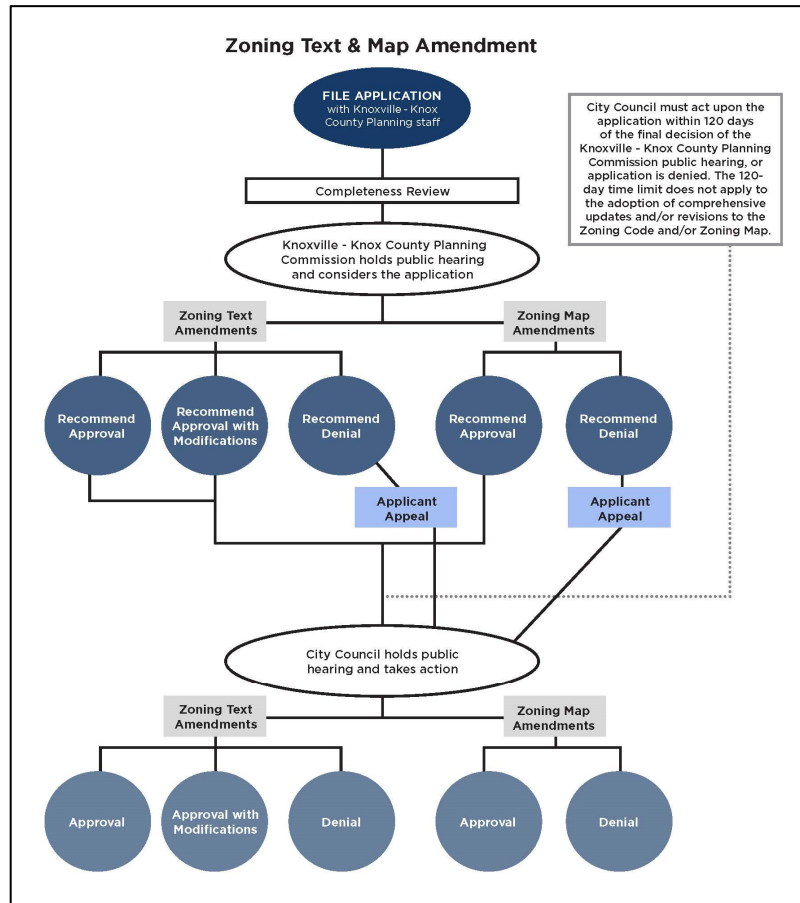 Zoning Text & Map Amendment
FILE APPLICATION
with Knoxville - Knox
County Planning staff
City Council must act upon the
application within 120 days
of the final decision of the
Knoxville - Knox County Planning
Commission public hearing, or
application is denied. The 120-
day time limit does not apply to
the adoption of comprehensive
updates and/or revisions to the
Zoning Code and/or Zoning Map.
Completeness Review
Knoxville - Knox County Planning
Commission holds public hearing
and considers the application
Zoning Text
Amendments
Zoning Map
Amendments
Recommend
Approval
Recommend
Approval with
Modifications
Recommend
Denial
Recommend
Approval
Recommend
Denial
Applicant
Appeal
Applicant
Appeal
City Council holds public
hearing and takes action
Zoning Text
Amendments
Zoning Map
Amendments
Approval
Approval with
Modifications
Denial
Approval
Denial